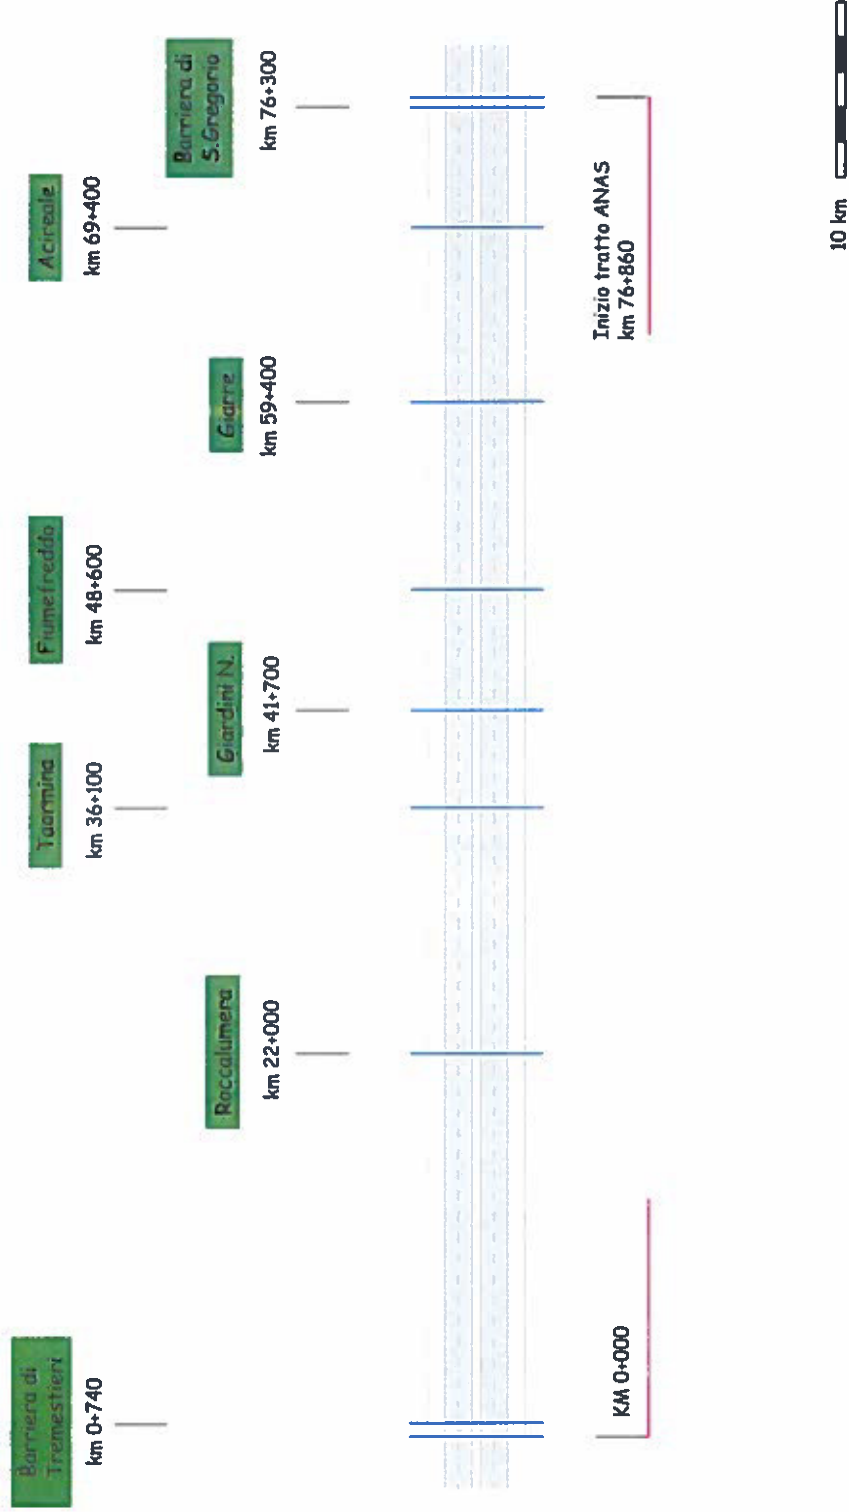 Barriera di
Tremestieri
km 0+740
Roccalumera
km 22+000
Taormina
km 36+100
Giardini N.
km 41+700
Fiumefreddo
km 48+600
Giarre
km 59+400
Acireale
km 69+400
Barriera di
S.Gregorio
km 76+300
KM 0+000
Inizio tratto ANAS
km 76+860
10 km